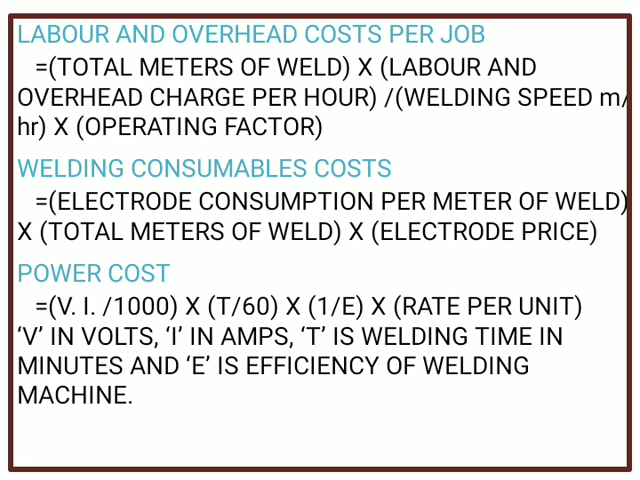 LABOUR AND OVERHEAD COSTS PER JOB
=(TOTAL METERS OF WELD) X (LABOUR AND
OVERHEAD CHARGE PER HOUR) /(WELDING SPEED m/
hr) X (OPERATING FACTOR)
WELDING CONSUMABLES COSTS
=(ELECTRODE CONSUMPTION PER METER OF WELD)
X (TOTAL METERS OF WELD) X (ELECTRODE PRICE)
POWER COST
=(V. I. /1000) X (T/60) X (1/E) X (RATE PER UNIT)
‘V’ IN VOLTS, ‘I’ IN AMPS, ‘T’ IS WELDING TIME IN
MINUTES AND ‘E’ IS EFFICIENCY OF WELDING
MACHINE.